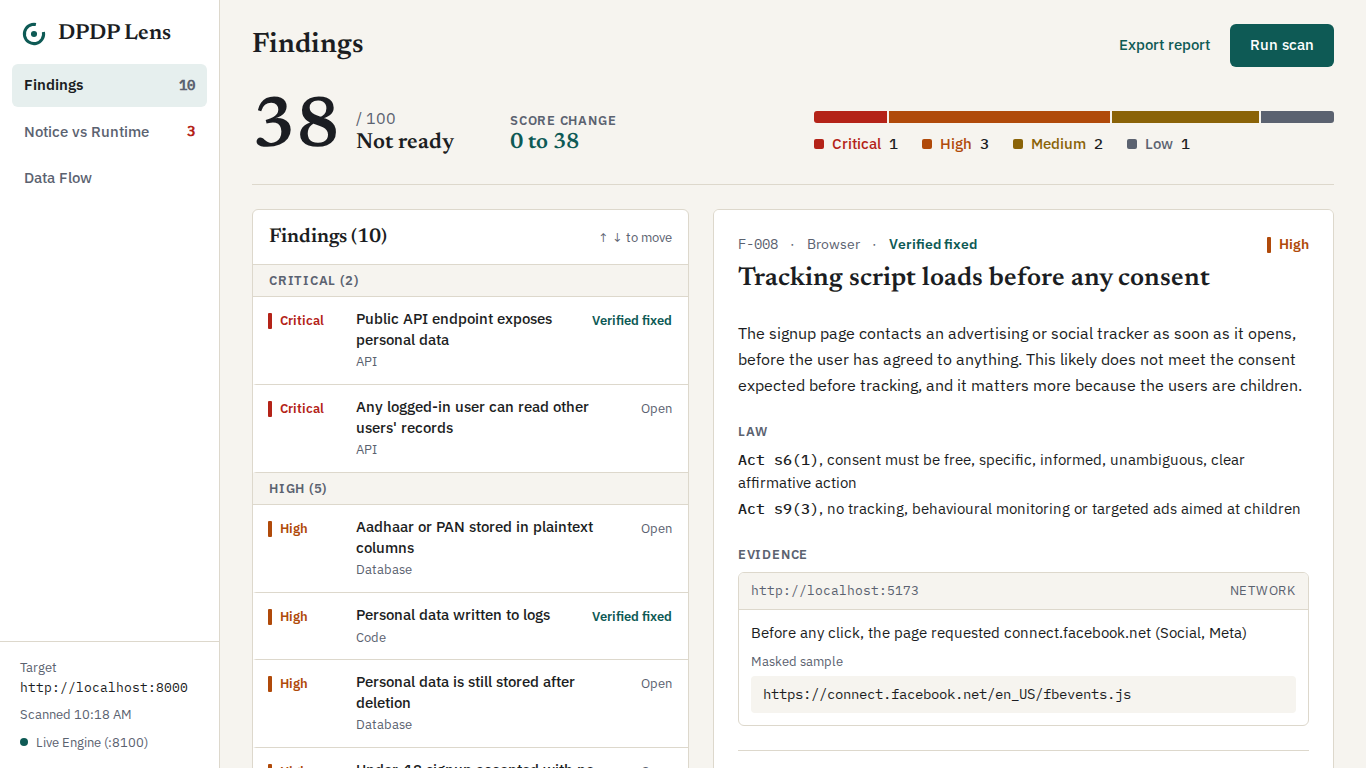 DPDP Lens
Findings 10
Notice vs Runtime 3
Data Flow
Target
http://localhost:8000
Scanned 10:18 AM
Live Engine (:8100)
Findings
Export report
Run scan
38
/ 100
Not ready
SCORE CHANGE
0 to 38
Critical 1
High 3
Medium 2
Low 1
Findings (10)
↑ ↓ to move
CRITICAL (2)
Critical
Public API endpoint exposes
personal data
API
Verified fixed
Critical
Any logged-in user can read other
users' records
API
Open
HIGH (5)
High
Aadhaar or PAN stored in plaintext
columns
Database
Open
High
Personal data written to logs
Code
Verified fixed
High
Personal data is still stored after
deletion
Database
Open
F-008 · Browser · Verified fixed
High
Tracking script loads before any consent
The signup page contacts an advertising or social tracker as soon as it opens,
before the user has agreed to anything. This likely does not meet the consent
expected before tracking, and it matters more because the users are children.
LAW
Act s6(1), consent must be free, specific, informed, unambiguous, clear
affirmative action
Act s9(3), no tracking, behavioural monitoring or targeted ads aimed at children
EVIDENCE
http://localhost:5173
NETWORK
Before any click, the page requested connect.facebook.net (Social, Meta)
Masked sample
https://connect.facebook.net/en_US/fbevents.js